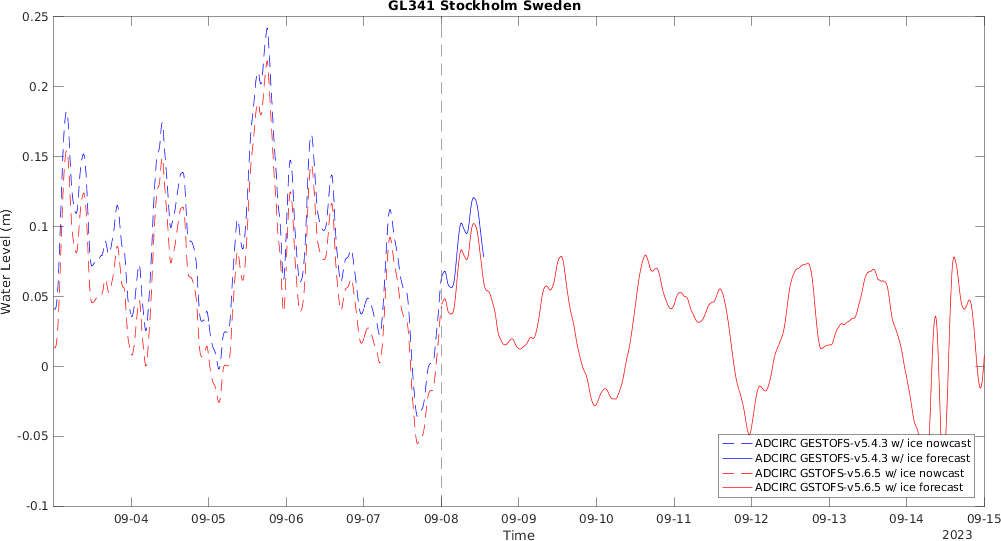 GL341 Stockholm Sweden
0.25
0.2
0.15
0.1
0.05
0
-0.05
-0.1
Water Level (m)
ADCIRC GESTOFS-v5.4.3 w/ ice nowcast
ADCIRC GESTOFS-v5.4.3 w/ ice forecast
ADCIRC GSTOFS-v5.6.5 w/ ice nowcast
ADCIRC GSTOFS-v5.6.5 w/ ice forecast
09-04 09-05 09-06 09-07 09-08 09-09 09-10 09-11 09-12 09-13 09-14 09-15
Time
2023